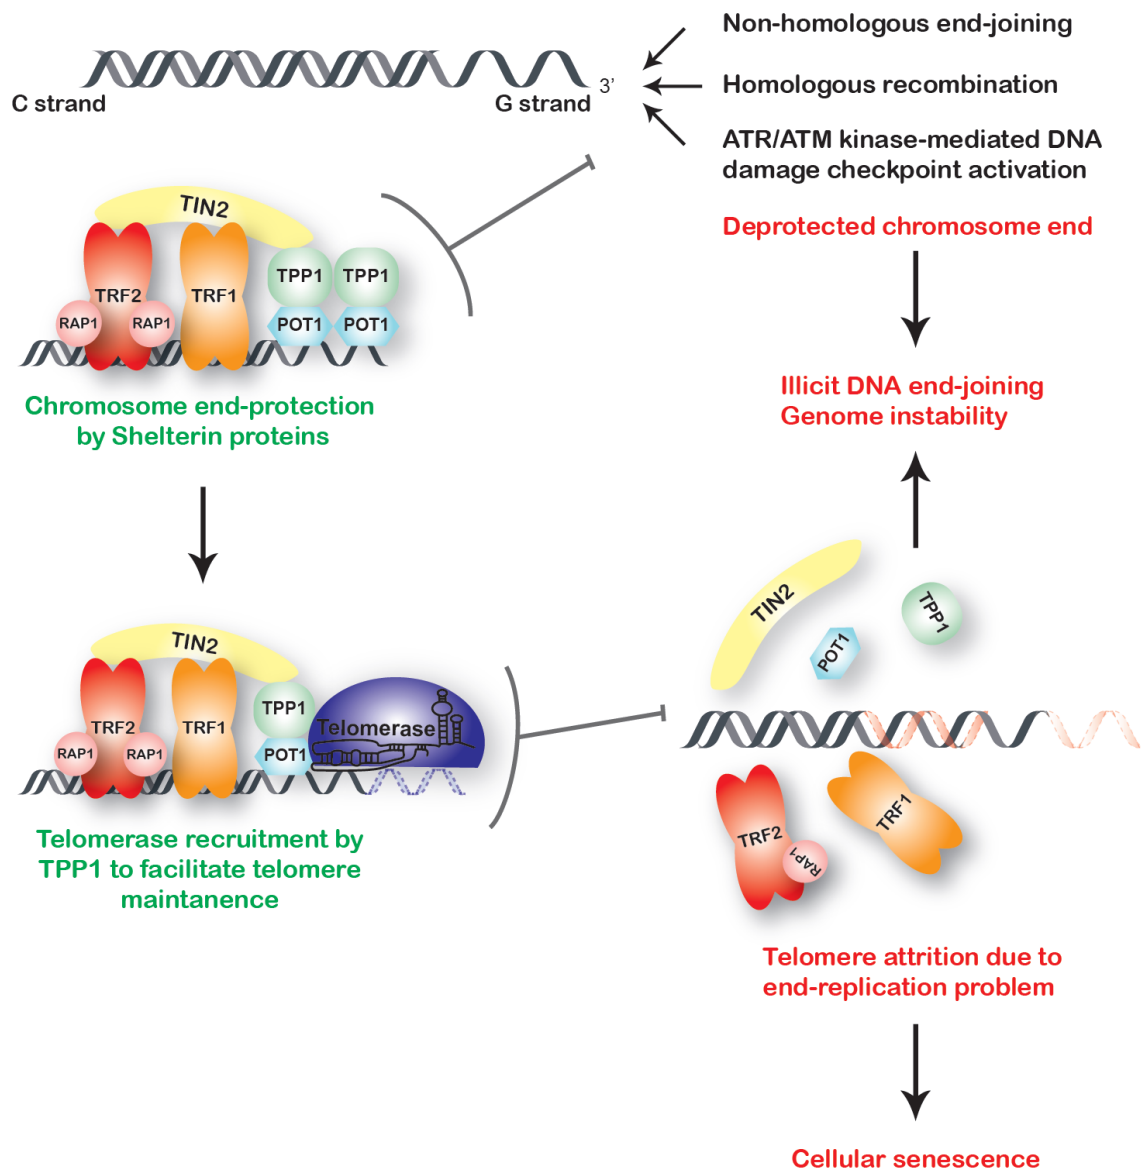 Non-homologous end-joining
3'
C strand
G strand
Homologous recombination
ATR/ATM kinase-mediated DNA
damage checkpoint activation
Deprotected chromosome end
TIN2
TRF2
TRF1
TPP1
TPP1
RAP1
RAP1
POT1
POT1
Chromosome end-protection
by Shelterin proteins
Illicit DNA end-joining
Genome instability
TIN2
TRF2
TRF1
TPP1
RAP1
RAP1
POT1
Telomerase
Telomerase recruitment by
TPP1 to facilitate telomere
maintanence
TIN2
POT1
TPP1
TRF2
RAP1
TRF1
Telomere attrition due to
end-replication problem
Cellular senescence